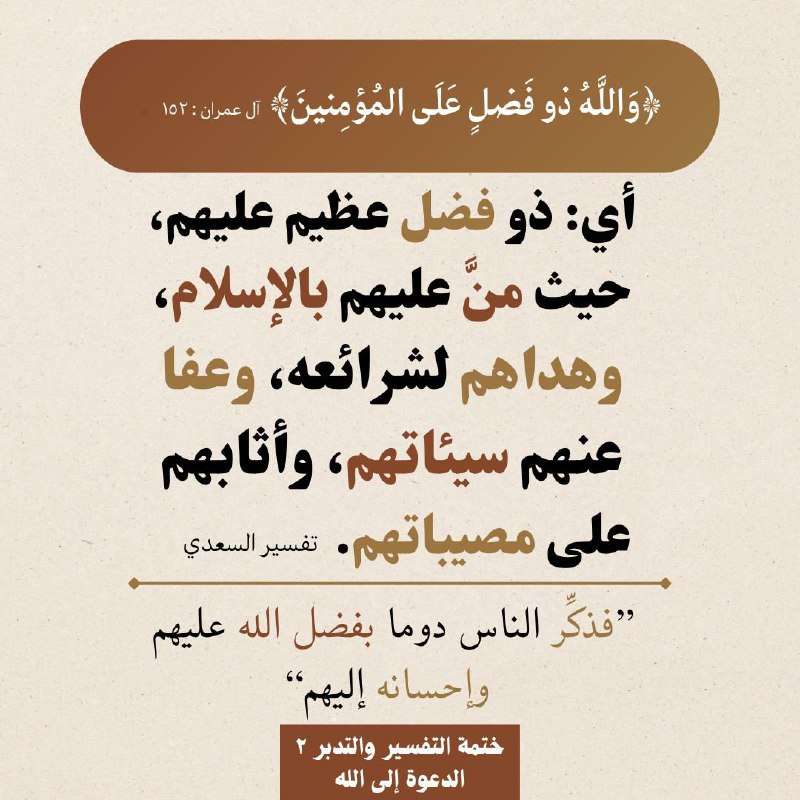 ﴿وَاللَّهُ ذو فَضلٍ عَلَى المُؤمِنينَ﴾ آل عمران : ١٥٢
أي: ذو فضل عظيم عليهم،
حيث منَّ عليهم بالإسلام،
وهداهم لشرائعه، وعفا
عنهم سيئاتهم، وأثابهم
على مصيباتهم. تفسير السعدي
”فذكِّر الناس دوما بفضل الله عليهم
وإحسانه إليهم“
ختمة التفسير والتدبر ٢
الدعوة إلى الله